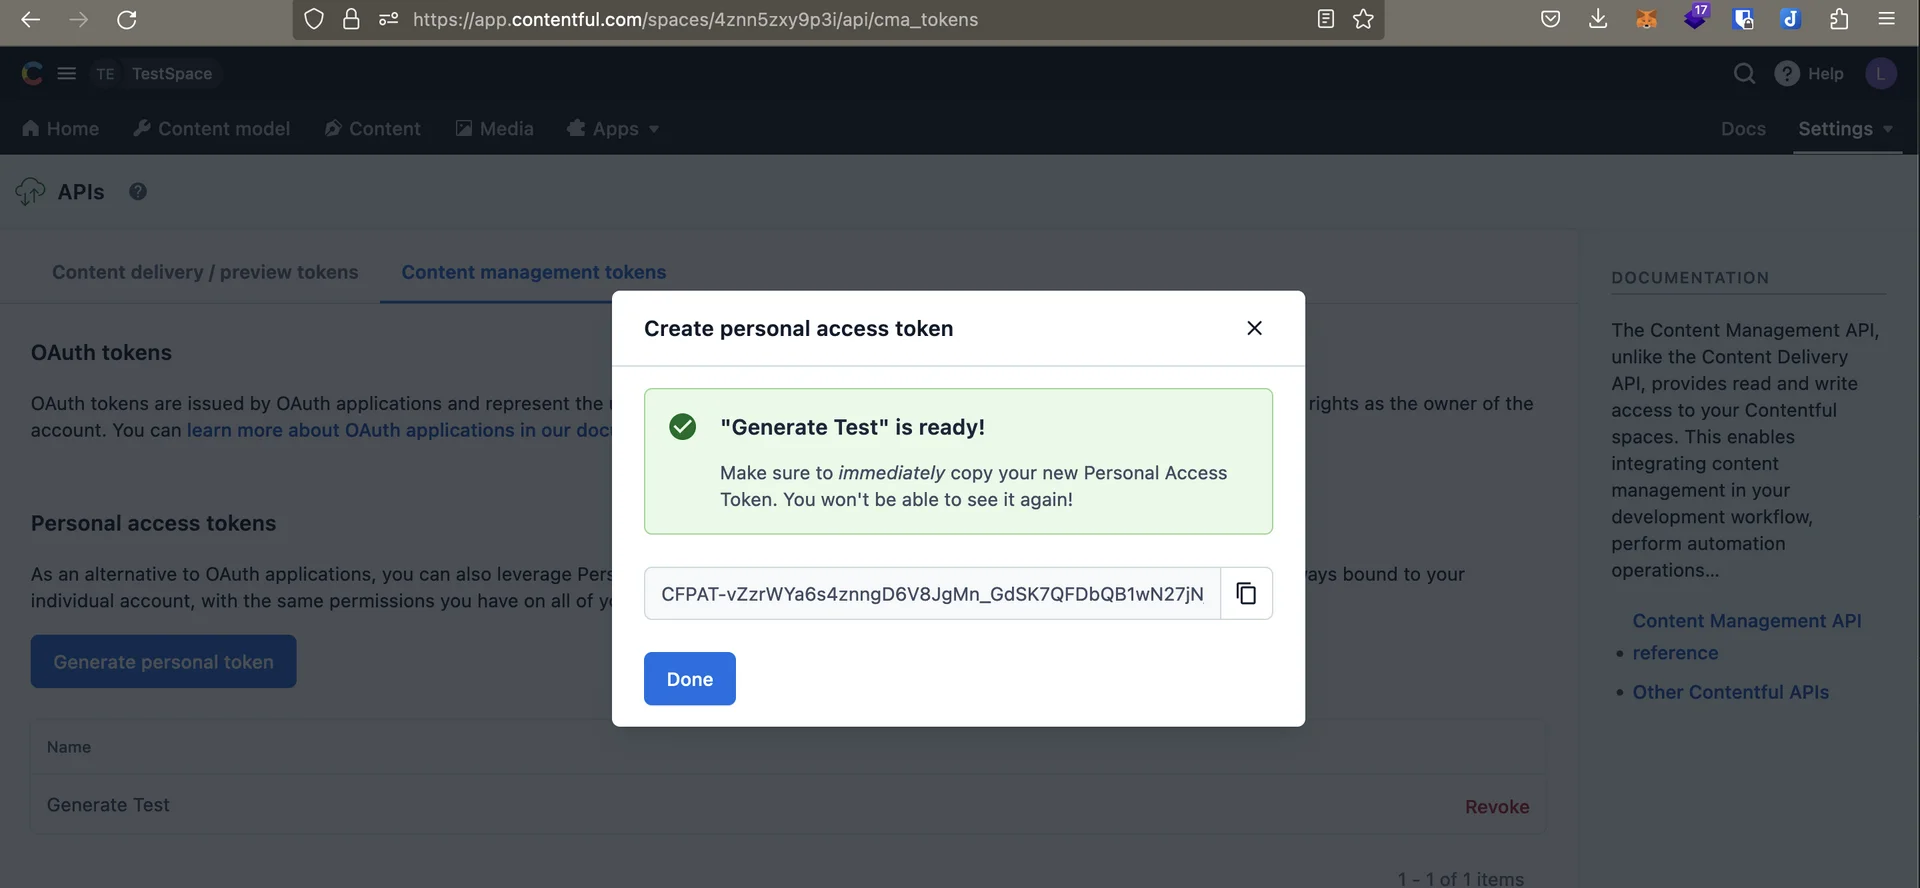 https://app.contentful.com/spaces/4znn5zxy9p3i/api/cma_tokens
17
TE TestSpace
? Help L
Home Content model Content Media Apps Docs Settings
APIs ?
Content delivery / preview tokens Content management tokens
OAuth tokens
OAuth tokens are issued by OAuth applications and represent the
rights as the owner of the
account. You can learn more about OAuth applications in our
Personal access tokens
As an alternative to OAuth applications, you can also leverage
bound to your
individual account, with the same permissions you have on all of
Generate personal token
Name
Generate Test
Revoke
1 - 1 of 1 items
Create personal access token
"Generate Test" is ready!
Make sure to immediately copy your new Personal Access
Token. You won't be able to see it again!
CFPAT-vZzrWYa6s4znngD6V8JgMn_GdSK7QFDbQB1wN27jN
Done
DOCUMENTATION
The Content Management API,
unlike the Content Delivery
API, provides read and write
access to your Contentful
spaces. This enables
integrating content
management in your
development workflow,
perform automation
operations...
Content Management API
• reference
• Other Contentful APIs